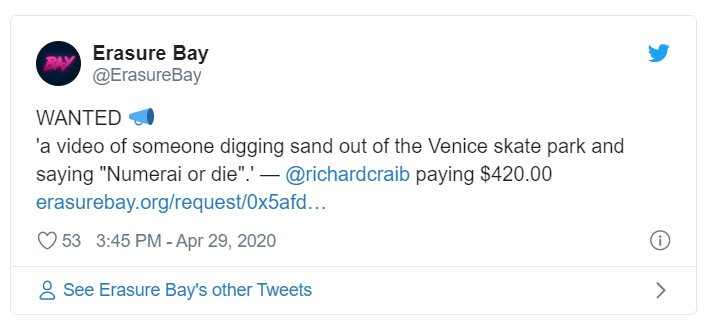 BAY
Erasure Bay
@ErasureBay
WANTED 📣
'a video of someone digging sand out of the Venice skate park and
saying "Numerai or die".' — @richardcraib paying $420.00
erasurebay.org/request/0x5afd…
53 3:45 PM - Apr 29, 2020
See Erasure Bay's other Tweets